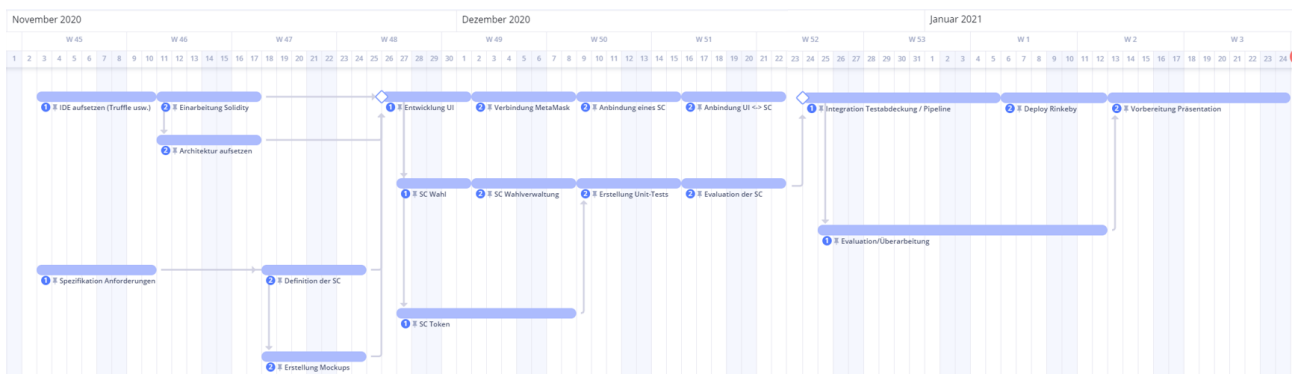 November 2020 Dezember 2020 Januar 2021
W 45 W 46 W 47 W 48 W 49 W 50 W 51 W 52 W 53 W 1 W 2 W 3
1 2 3 4 5 6 7 8 9 10 11 12 13 14 15 16 17 18 19 20 21 22 23 24 25 26 27 28 29 30 1 2 3 4 5 6 7 8 9 10 11 12 13 14 15 16 17 18 19 20 21 22 23 24 25 26 27 28 29 30 31 1 2 3 4 5 6 7 8 9 10 11 12 13 14 15 16 17 18 19 20 21 22 23 24
1 IDE aufsetzen (Truffle usw.) 2 Einarbeitung Solidity 1 Entwicklung UI 2 Verbindung MetaMask 2 Anbindung eines SC 2 Anbindung UI <-> SC 1 Integration Testabdeckung / Pipeline 2 Deploy Rinkeby 2 Vorbereitung Präsentation
2 Architektur aufsetzen
1 SC Wahl 2 SC Wahlverwaltung 2 Erstellung Unit-Tests 2 Evaluation der SC
1 Evaluation/Überarbeitung
1 Spezifikation Anforderungen 2 Definition der SC
1 SC Token
2 Erstellung Mockups